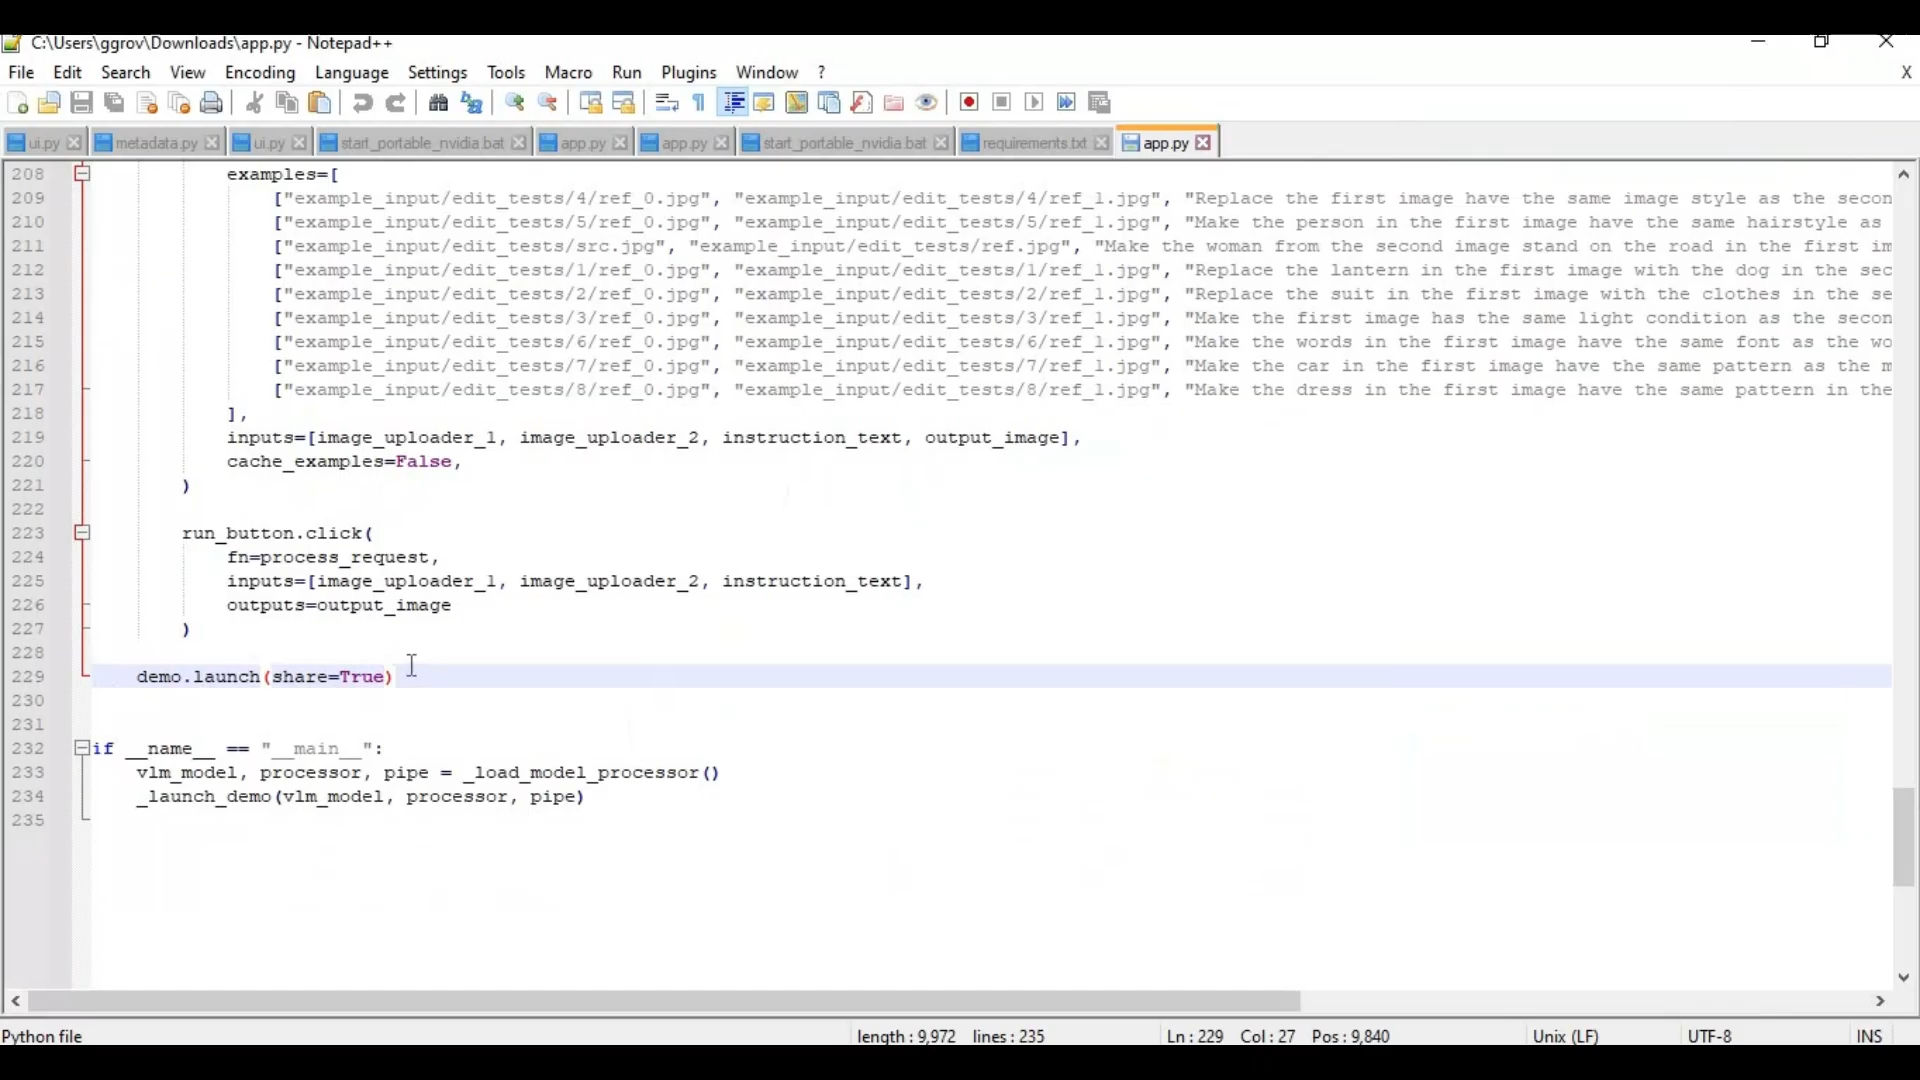 C:\Users\ggrov\Downloads\app.py - Notepad++
File Edit Search View Encoding Language Settings Tools Macro Run Plugins Window ? X
ui.py metadata.py ui.py start_portable_nvidia.bat app.py app.py start_portable_nvidia.bat requirements.txt app.py
208 examples=[
209 ["example_input/edit_tests/4/ref_0.jpg", "example_input/edit_tests/4/ref_1.jpg", "Replace the first image have the same image style as the secon
210 ["example_input/edit_tests/5/ref_0.jpg", "example_input/edit_tests/5/ref_1.jpg", "Make the person in the first image have the same hairstyle as
211 ["example_input/edit_tests/src.jpg", "example_input/edit_tests/ref.jpg", "Make the woman from the second image stand on the road in the first im
212 ["example_input/edit_tests/1/ref_0.jpg", "example_input/edit_tests/1/ref_1.jpg", "Replace the lantern in the first image with the dog in the sec
213 ["example_input/edit_tests/2/ref_0.jpg", "example_input/edit_tests/2/ref_1.jpg", "Replace the suit in the first image with the clothes in the se
214 ["example_input/edit_tests/3/ref_0.jpg", "example_input/edit_tests/3/ref_1.jpg", "Make the first image has the same light condition as the secon
215 ["example_input/edit_tests/6/ref_0.jpg", "example_input/edit_tests/6/ref_1.jpg", "Make the words in the first image have the same font as the wo
216 ["example_input/edit_tests/7/ref_0.jpg", "example_input/edit_tests/7/ref_1.jpg", "Make the car in the first image have the same pattern as the m
217 ["example_input/edit_tests/8/ref_0.jpg", "example_input/edit_tests/8/ref_1.jpg", "Make the dress in the first image have the same pattern in the
218 ],
219 inputs=[image_uploader_1, image_uploader_2, instruction_text, output_image],
220 cache_examples=False,
221 )
222
223 run_button.click(
224 fn=process_request,
225 inputs=[image_uploader_1, image_uploader_2, instruction_text],
226 outputs=output_image
227 )
228
229 demo.launch(share=True)
230
231
232 if __name__ == "__main__":
233 vlm_model, processor, pipe = _load_model_processor()
234 _launch_demo(vlm_model, processor, pipe)
235
Python file length : 9,972 lines : 235 Ln : 229 Col : 27 Pos : 9,840 Unix (LF) UTF-8 INS